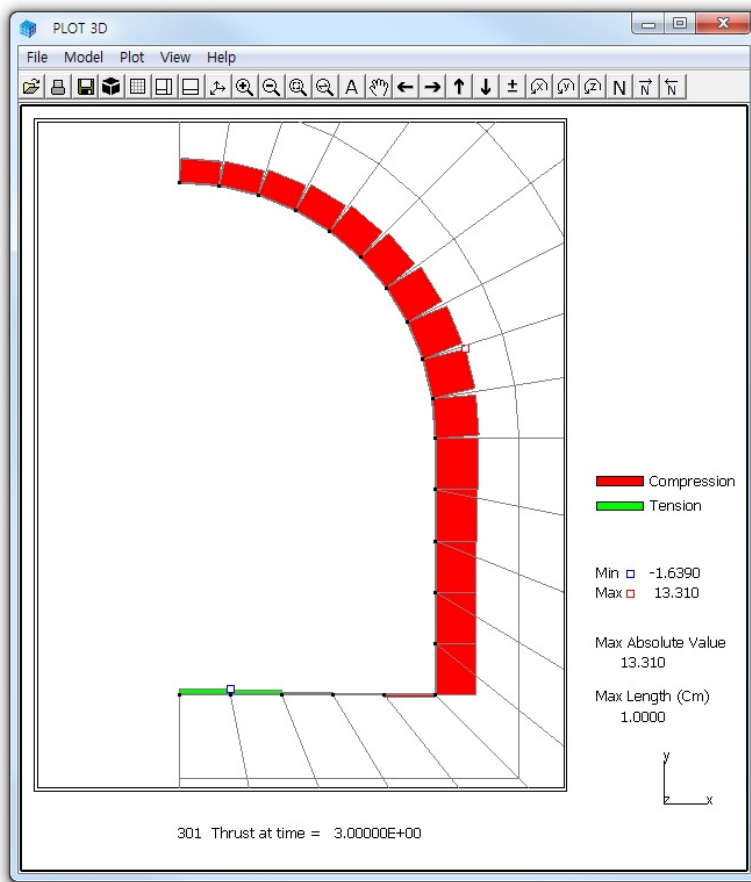 PLOT 3D
File Model Plot View Help
A ± x y z N N N
Compression
Tension
Min -1.6390
Max 13.310
Max Absolute Value
13.310
Max Length (Cm)
1.0000
y
z x
301 Thrust at time = 3.00000E+00